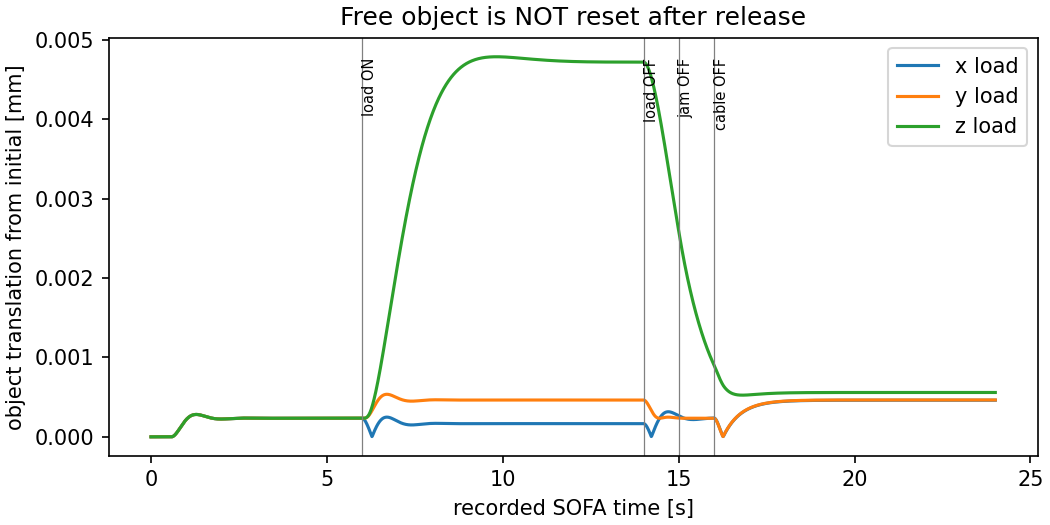 Free object is NOT reset after release
object translation from initial [mm]
0.005
0.004
0.003
0.002
0.001
0.000
load ON
load OFF
jam OFF
cable OFF
x load
y load
z load
0
5
10
15
20
25
recorded SOFA time [s]